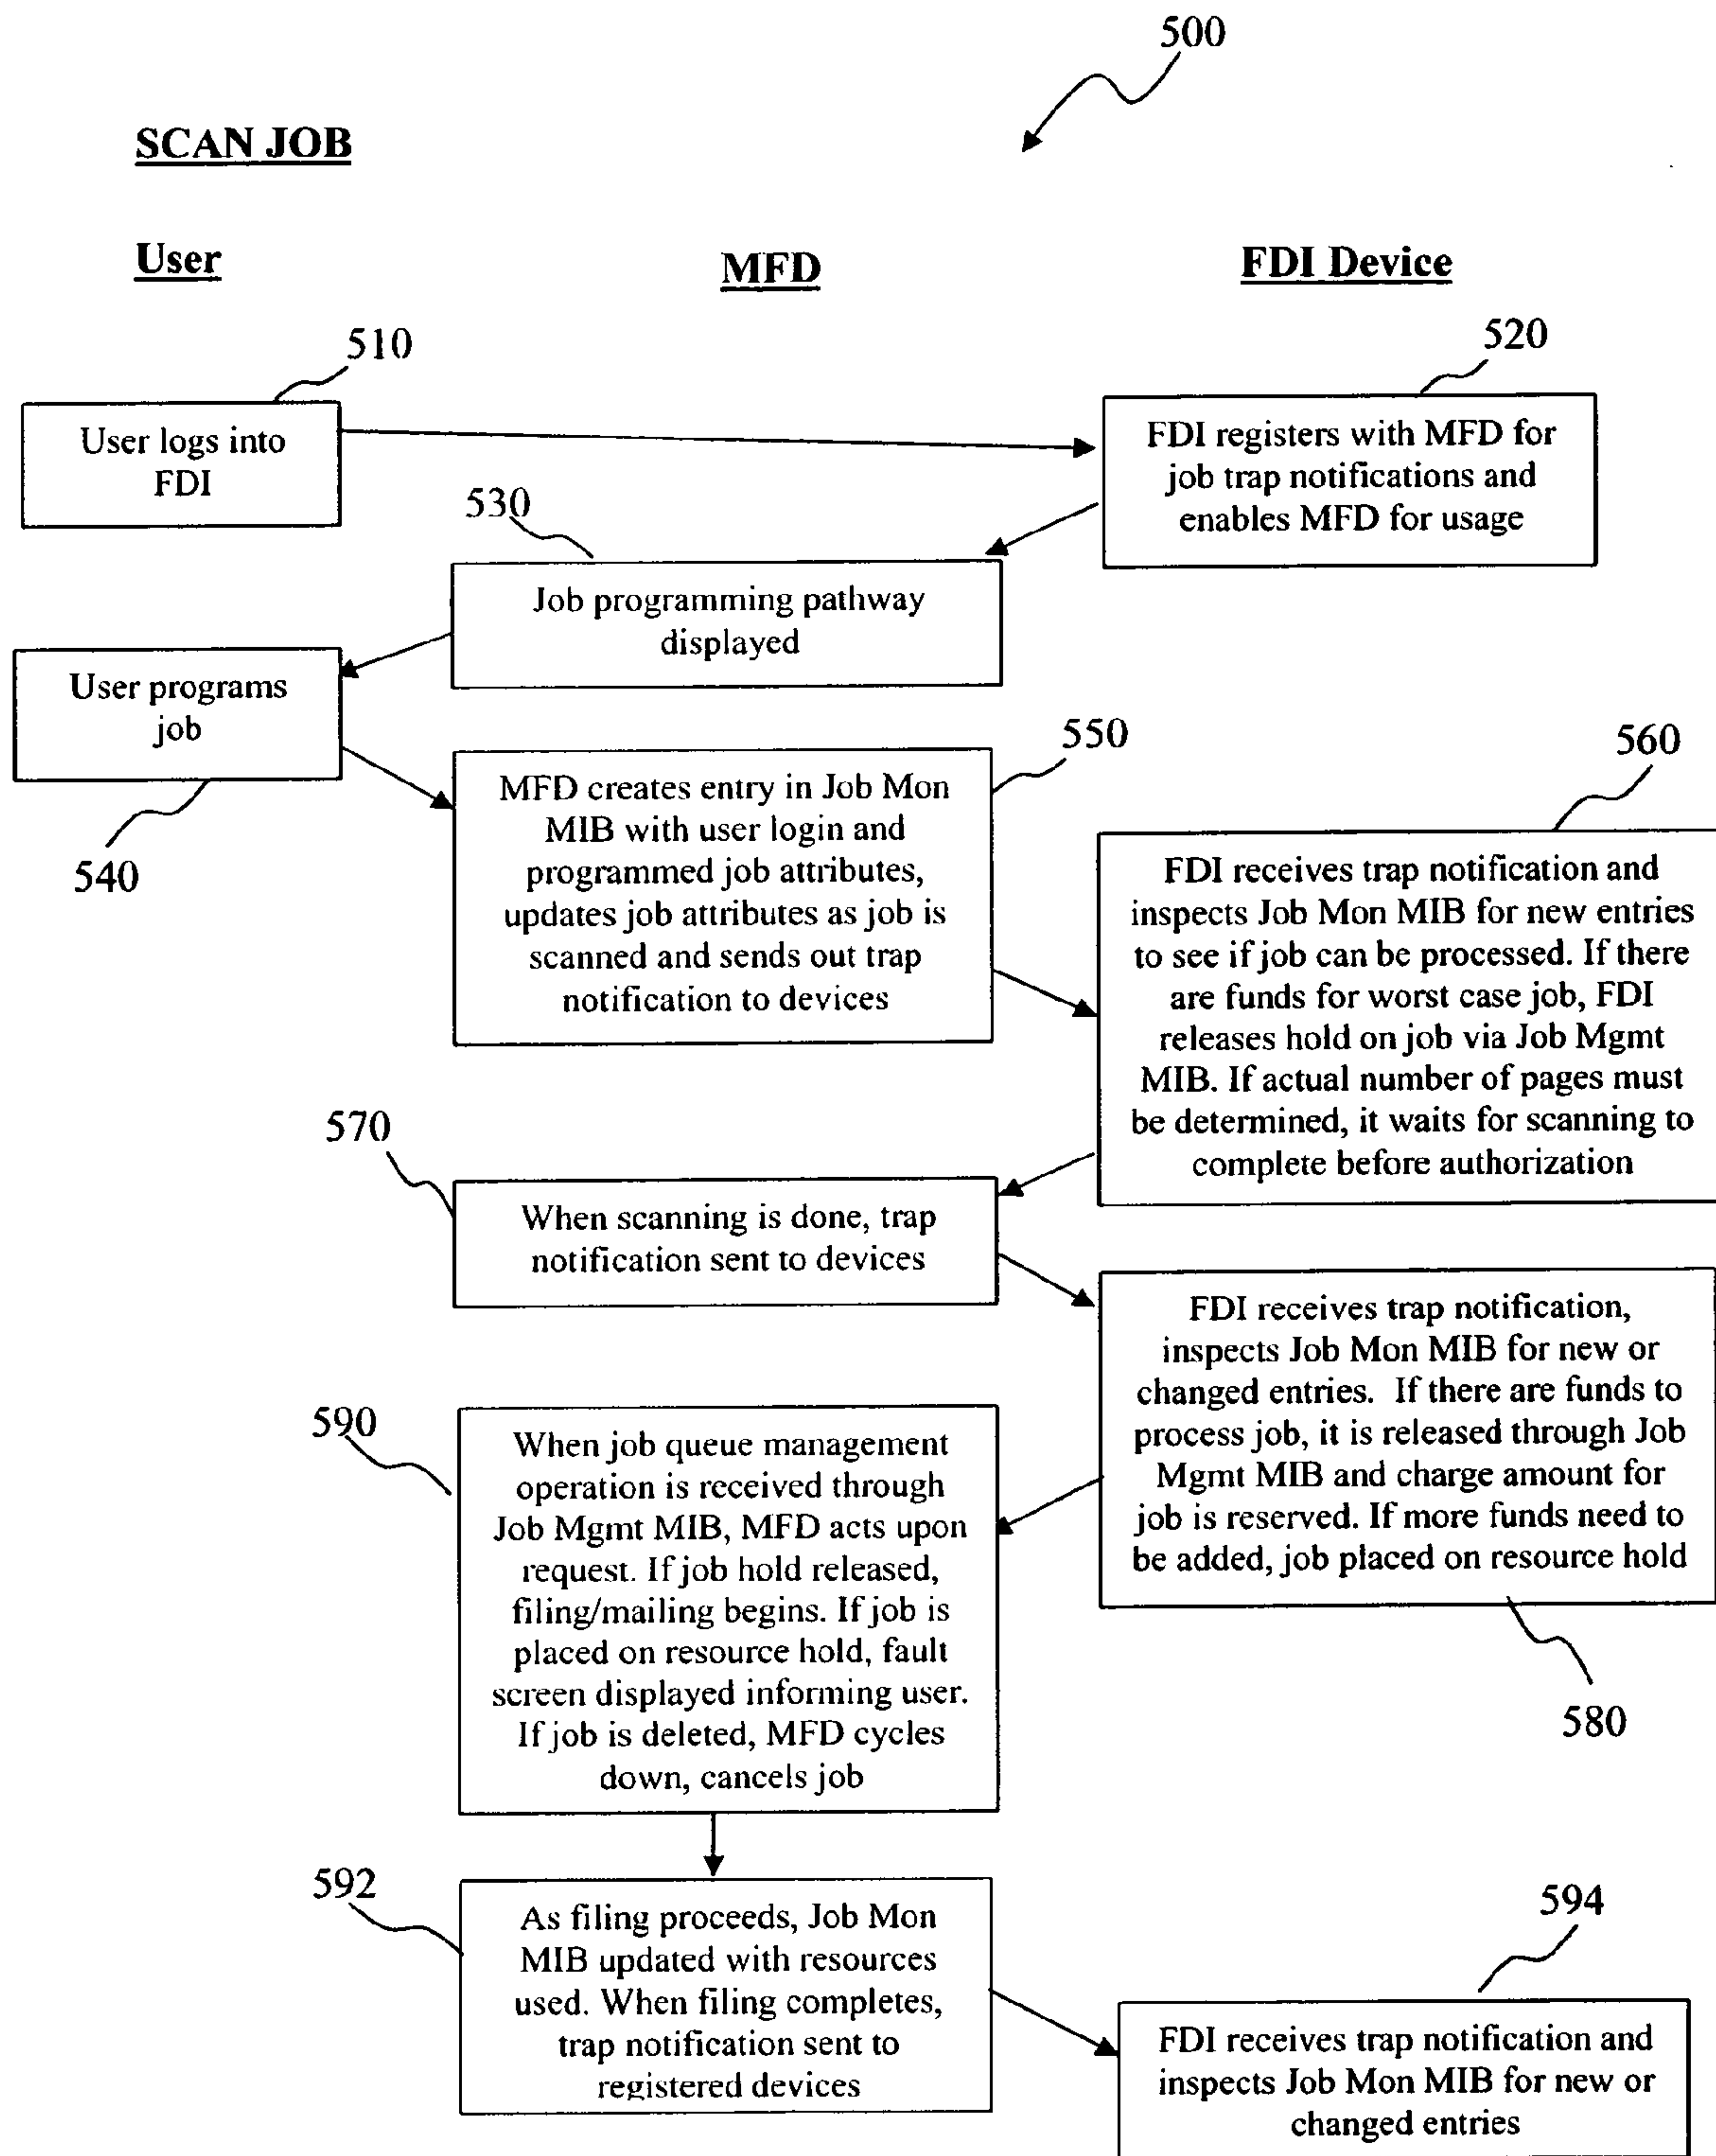 500
SCAN JOB
User
MFD
FDI Device
510
520
User logs into
FDI
FDI registers with MFD for
job trap notifications and
enables MFD for usage
530
Job programming pathway
displayed
User programs
job
540
550
MFD creates entry in Job Mon
MIB with user login and
programmed job attributes,
updates job attributes as job is
scanned and sends out trap
notification to devices
560
FDI receives trap notification and
inspects Job Mon MIB for new entries
to see if job can be processed. If there
are funds for worst case job, FDI
releases hold on job via Job Mgmt
MIB. If actual number of pages must
be determined, it waits for scanning to
complete before authorization
570
When scanning is done, trap
notification sent to devices
FDI receives trap notification,
inspects Job Mon MIB for new or
changed entries. If there are funds to
process job, it is released through Job
Mgmt MIB and charge amount for
job is reserved. If more funds need to
be added, job placed on resource hold
580
590
When job queue management
operation is received through
Job Mgmt MIB, MFD acts upon
request. If job hold released,
filing/mailing begins. If job is
placed on resource hold, fault
screen displayed informing user.
If job is deleted, MFD cycles
down, cancels job
592
As filing proceeds, Job Mon
MIB updated with resources
used. When filing completes,
trap notification sent to
registered devices
594
FDI receives trap notification and
inspects Job Mon MIB for new or
changed entries